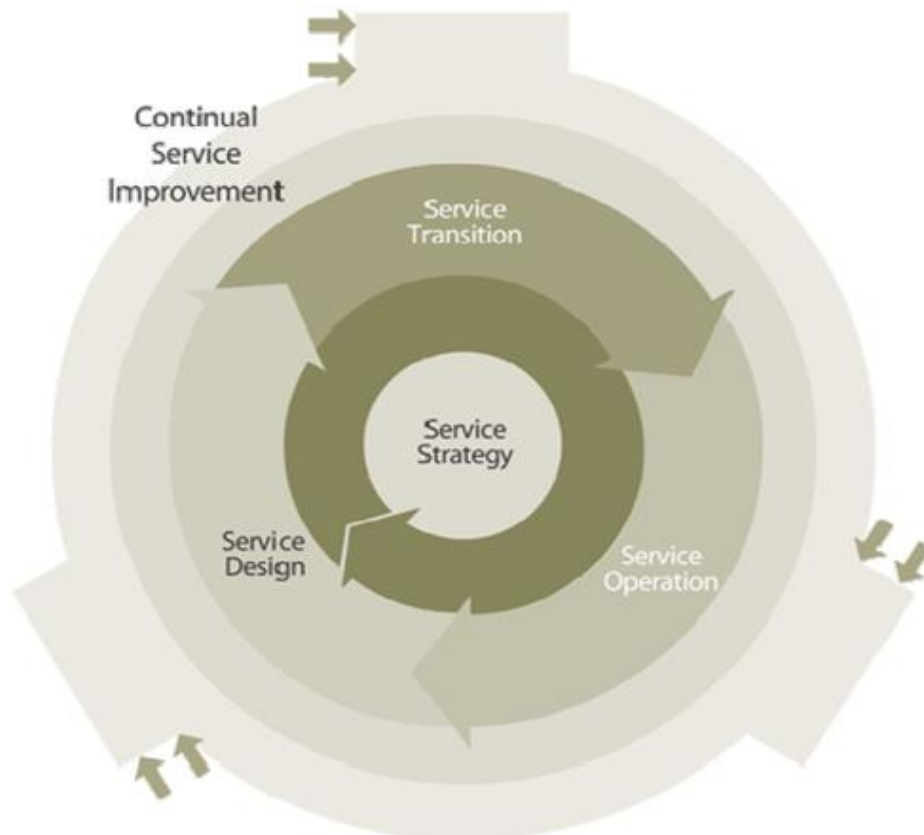 Continual
Service
Improvement
Service
Transition
Service
Strategy
Service
Design
Service
Operation